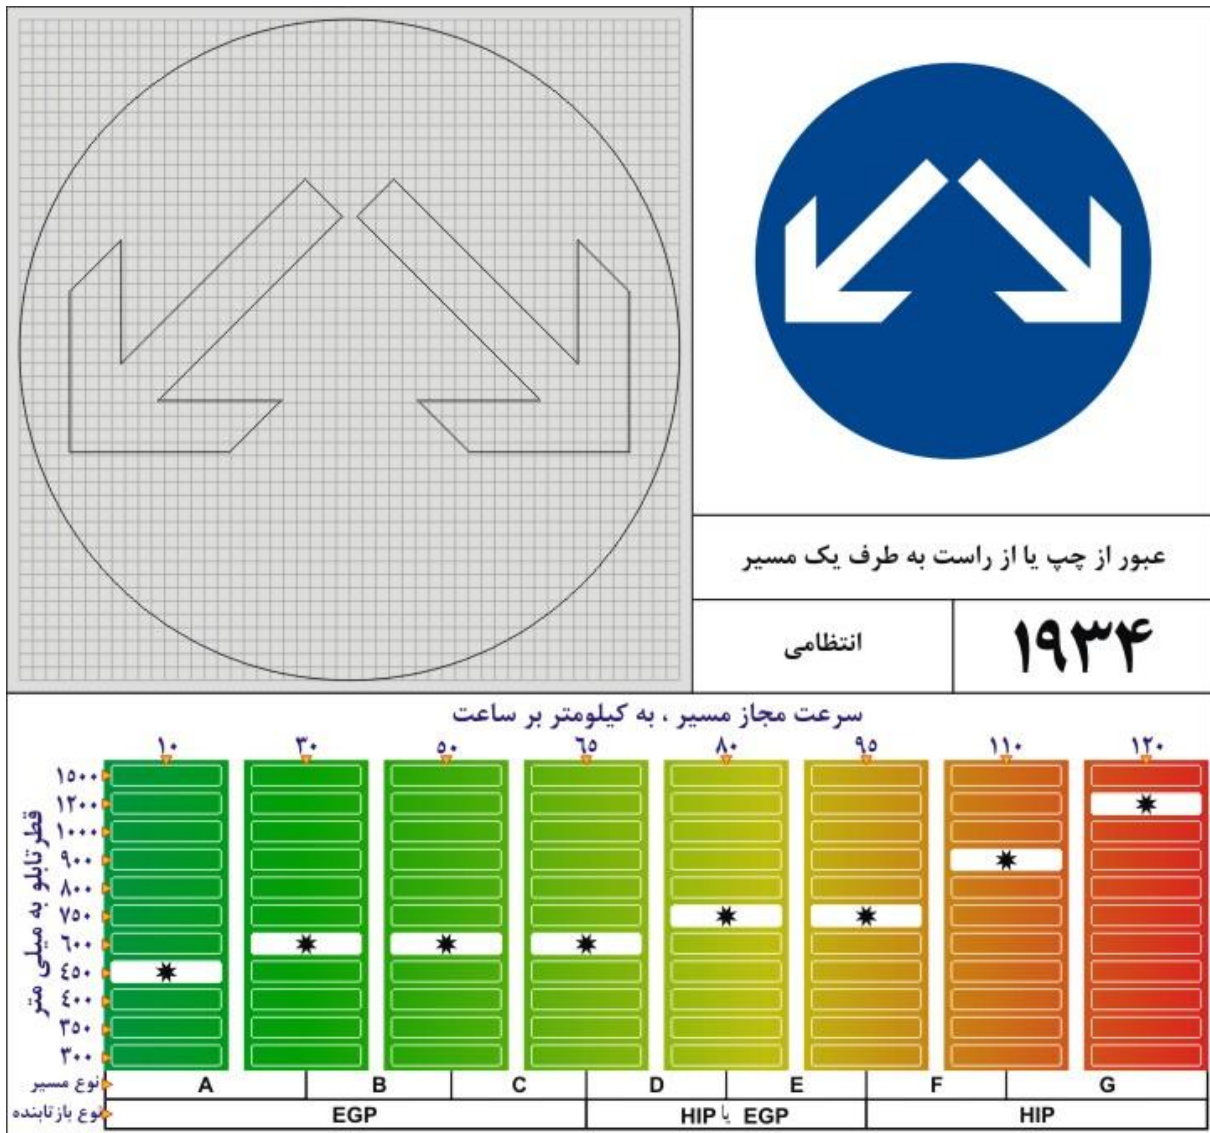 عبور از چپ یا از راست به طرف یک مسیر
۱۹۳۴
انتظامی
سرعت مجاز مسیر ، به کیلومتر بر ساعت
۱۰ ۳۰ ۵۰ ۶۵ ۸۰ ۹۵ ۱۱۰ ۱۲۰
قطر تابلو به میلی متر
۱۵۰۰
۱۲۰۰
۱۰۰۰
۹۰۰
۸۰۰
۷۵۰
۶۰۰
۴۵۰
۴۰۰
۳۵۰
۳۰۰
نوع مسیر A B C D E F G
نوع بازتابنده EGP HIP یا EGP HIP